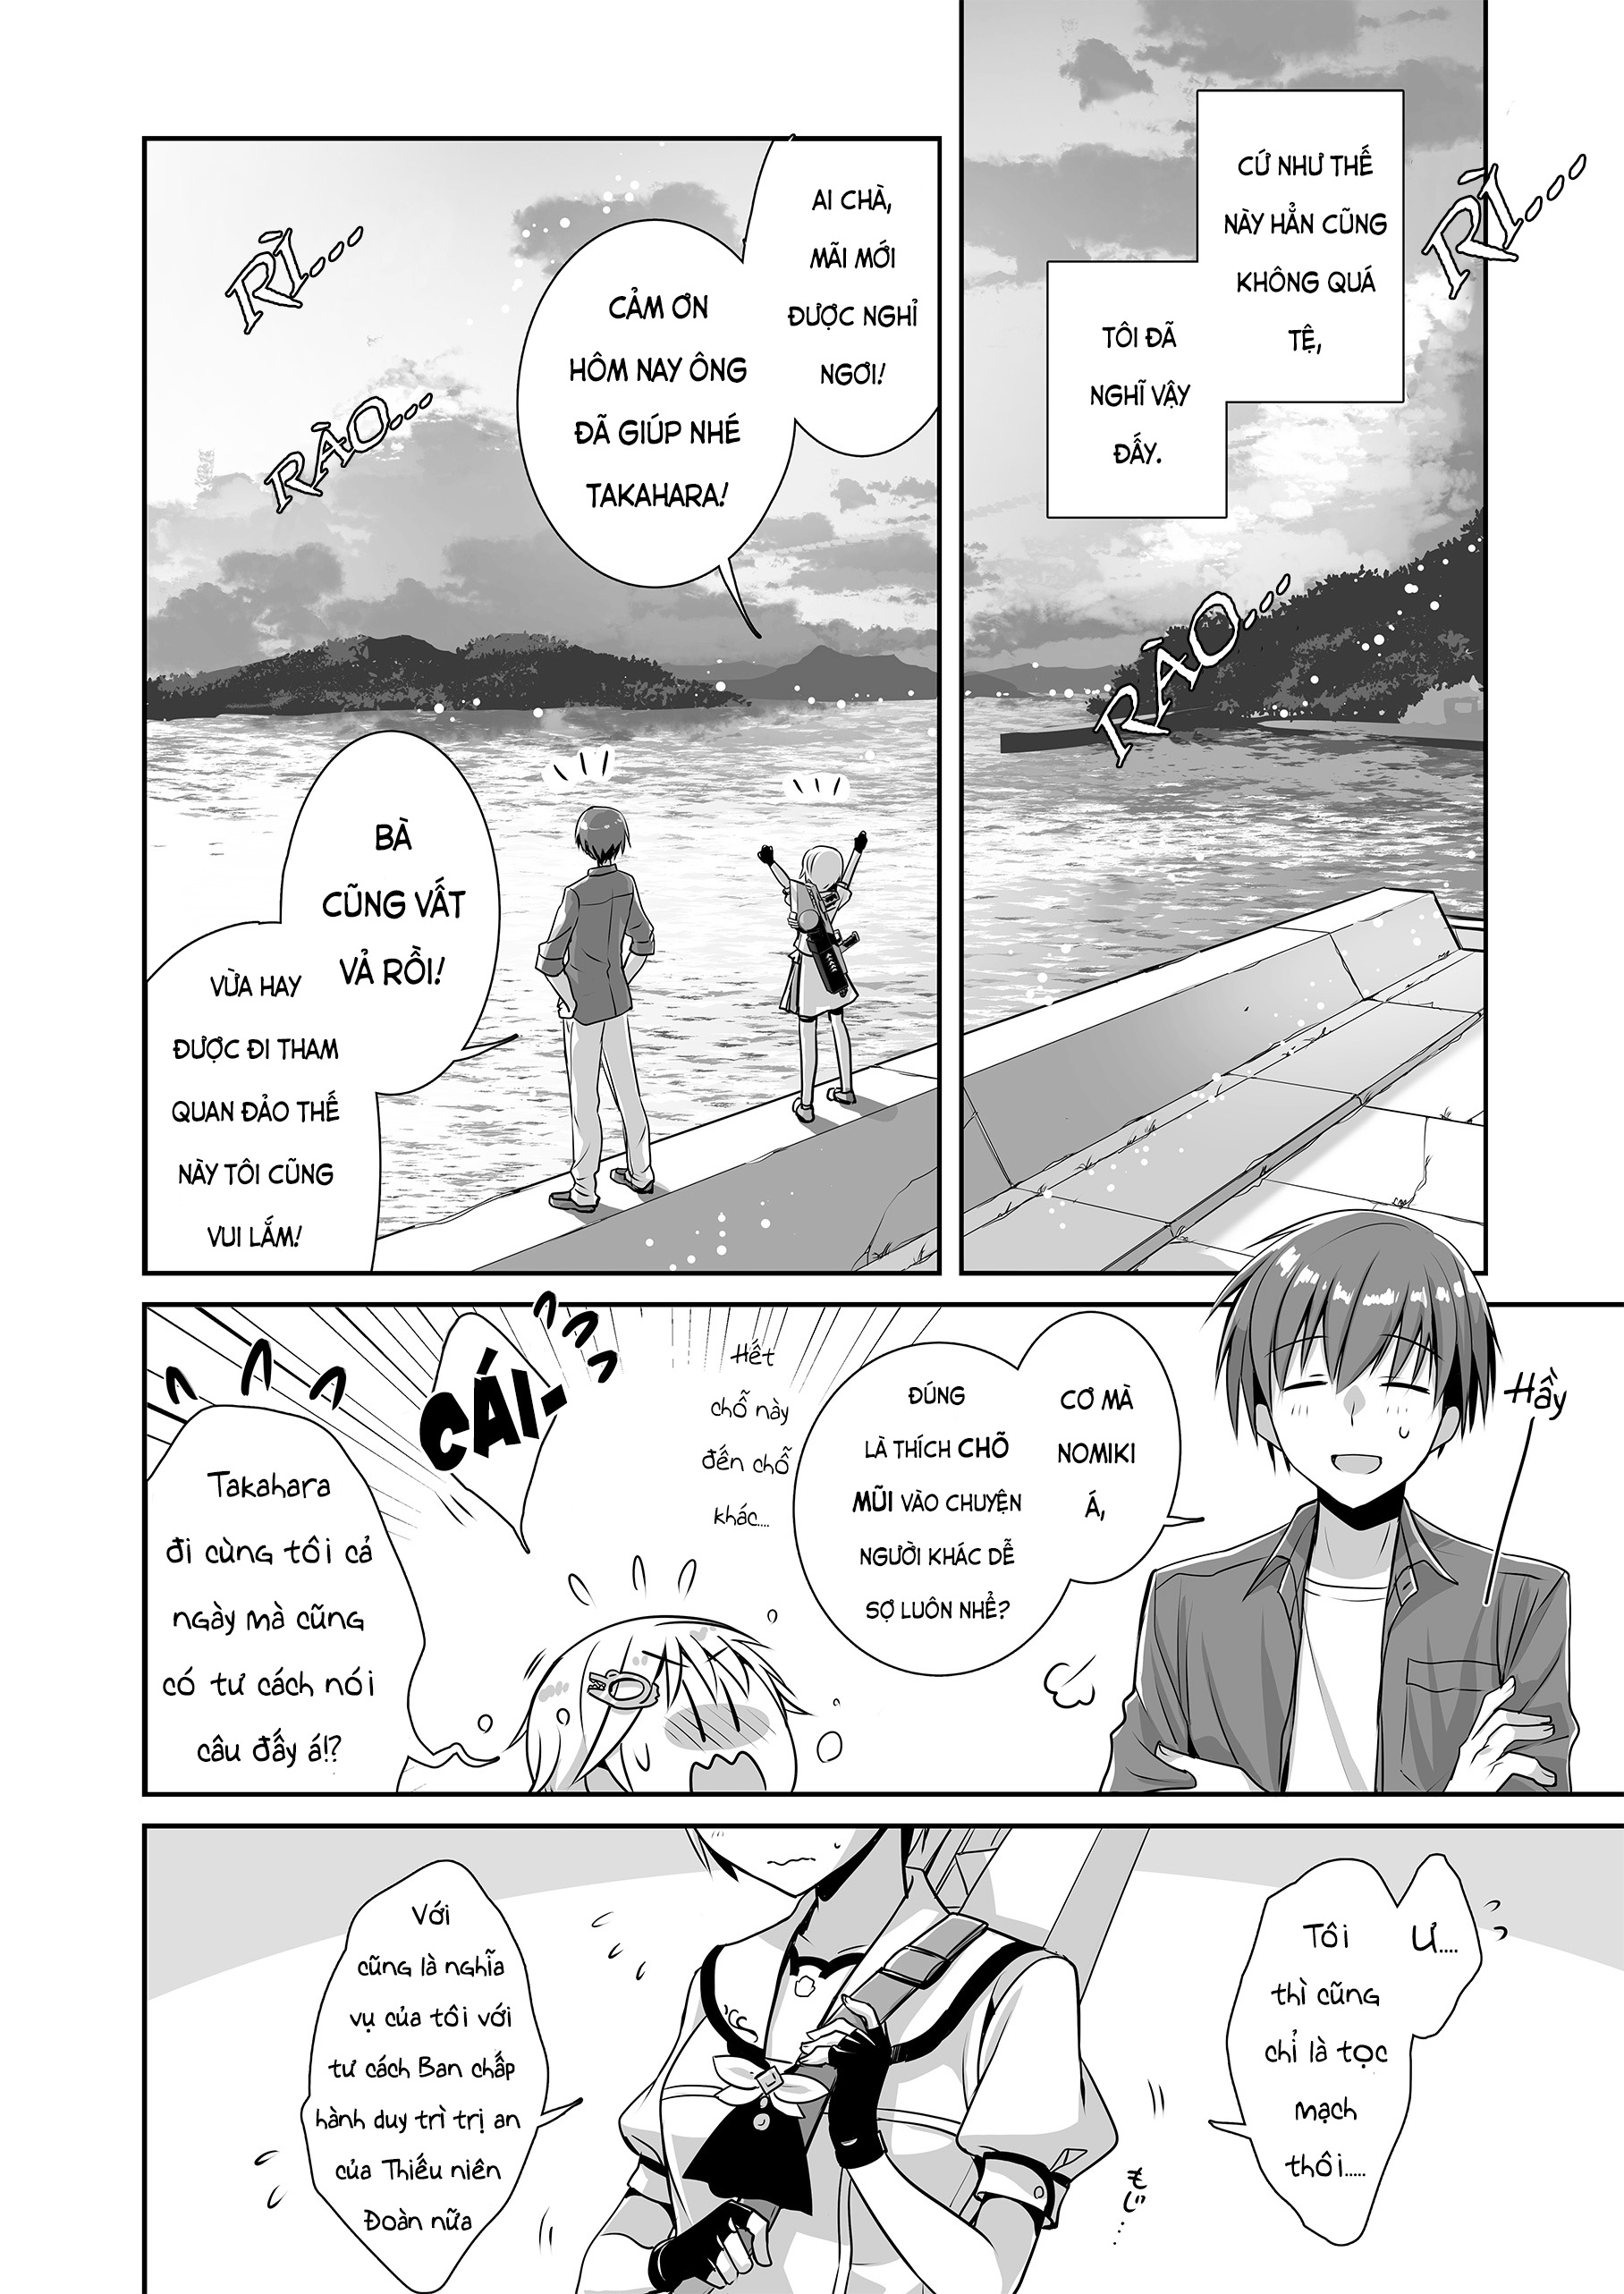 CỨ NHƯ THẾ
NÀY HẲN CŨNG
KHÔNG QUÁ
TỆ,
TÔI ĐÃ
NGHĨ VẬY
ĐẤY.
RÌ...
RÀO...
AI CHÀ,
MÃI MỚI
ĐƯỢC NGHỈ
NGƠI!
CẢM ƠN
HÔM NAY ÔNG
ĐÃ GIÚP NHÉ
TAKAHARA!
RÌ...
RÀO...
BÀ
CŨNG VẤT
VẢ RỒI!
VỪA HAY
ĐƯỢC ĐI THAM
QUAN ĐẢO THẾ
NÀY TÔI CŨNG
VUI LẮM!
Hầy
CƠ MÀ
NOMIKI
Á,
ĐÚNG
LÀ THÍCH CHÕ
MŨI VÀO CHUYỆN
NGƯỜI KHÁC DỄ
SỢ LUÔN NHỂ?
Hết
chỗ này
đến chỗ
khác....
CÁI-
Takahara
đi cùng tôi cả
ngày mà cũng
có tư cách nói
câu đấy á!?
Ư....
Tôi
thì cũng
chỉ là tọc
mạch
thôi.....
もじ…
Với
cũng là nghĩa
vụ của tôi với
tư cách Ban chấp
hành duy trì trị an
của Thiếu niên
Đoàn nữa